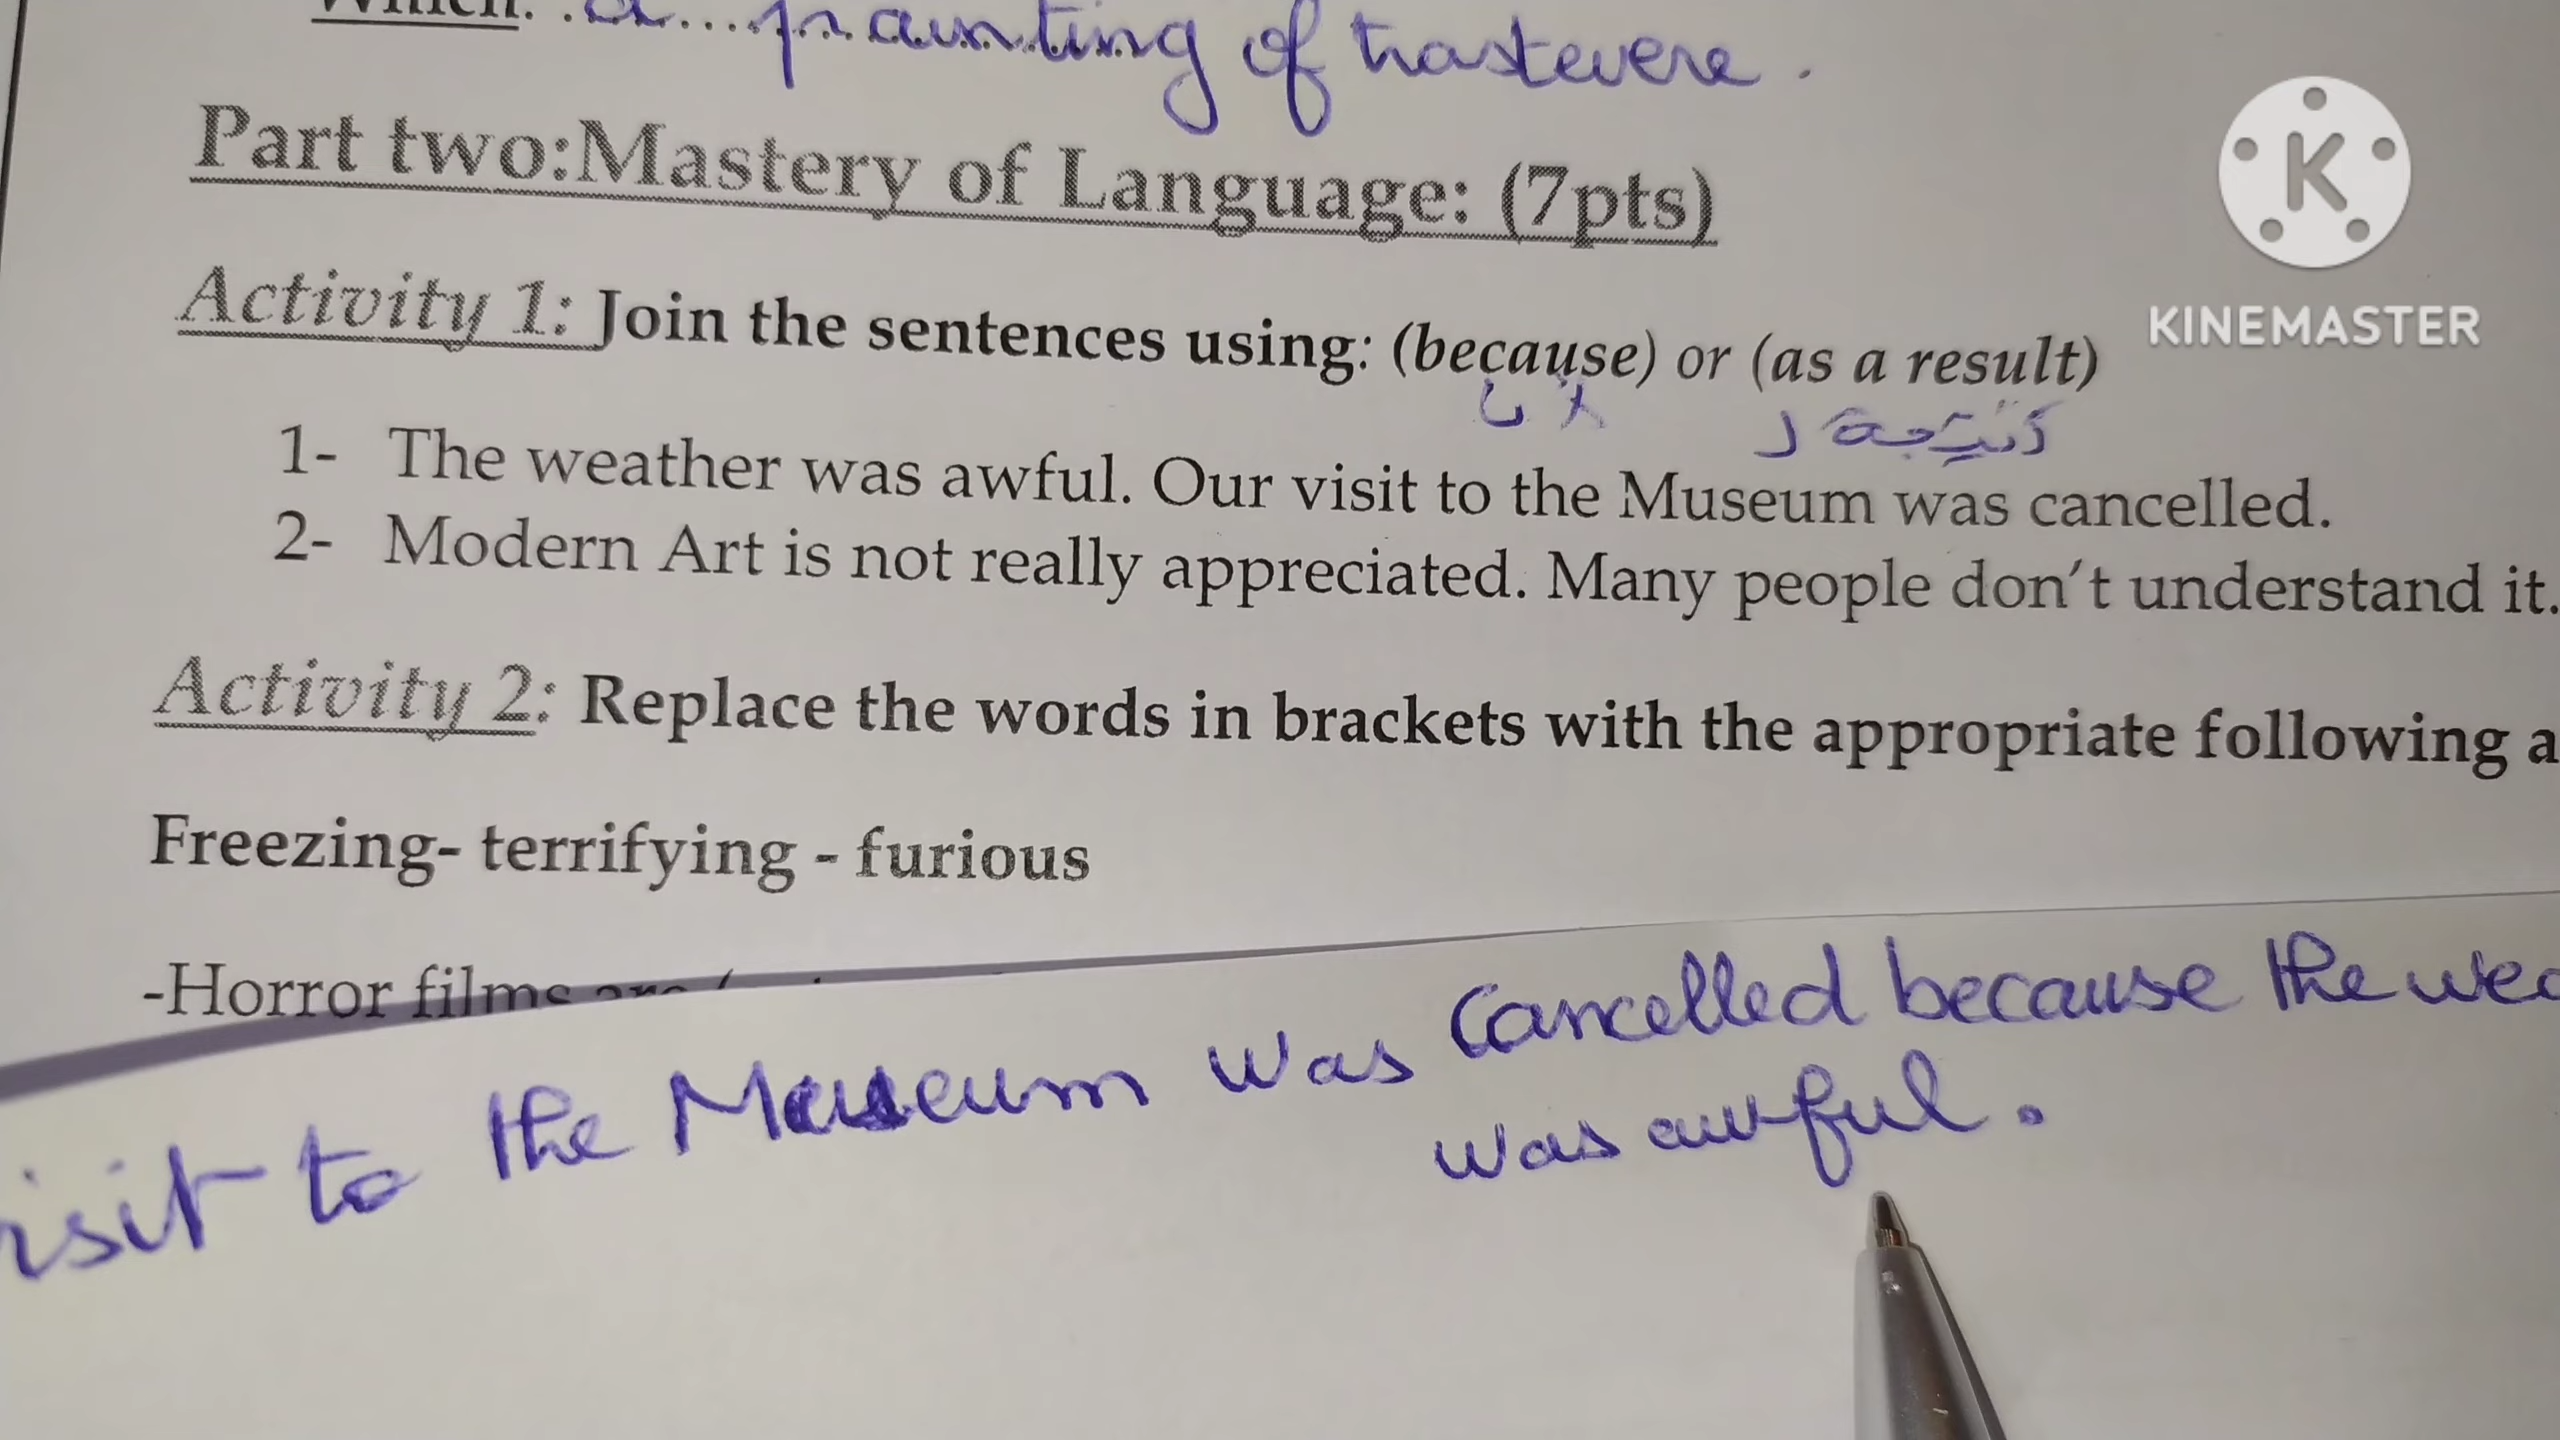 Which: .a....painting of trastevere.
K
KINEMASTER
Part two:Mastery of Language: (7pts)
Activity 1: Join the sentences using: (because) or (as a result)
كنتيجة لـ
1- The weather was awful. Our visit to the Museum was cancelled.
2- Modern Art is not really appreciated. Many people don't understand it.
Activity 2: Replace the words in brackets with the appropriate following a
Freezing- terrifying - furious
-Horror films are (
isit to the Museum was cancelled because the wea
was awful.